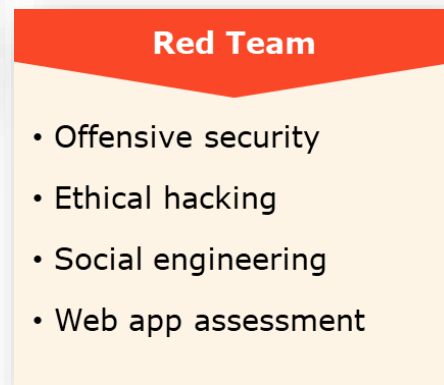 Red Team
• Offensive security
• Ethical hacking
• Social engineering
• Web app assessment